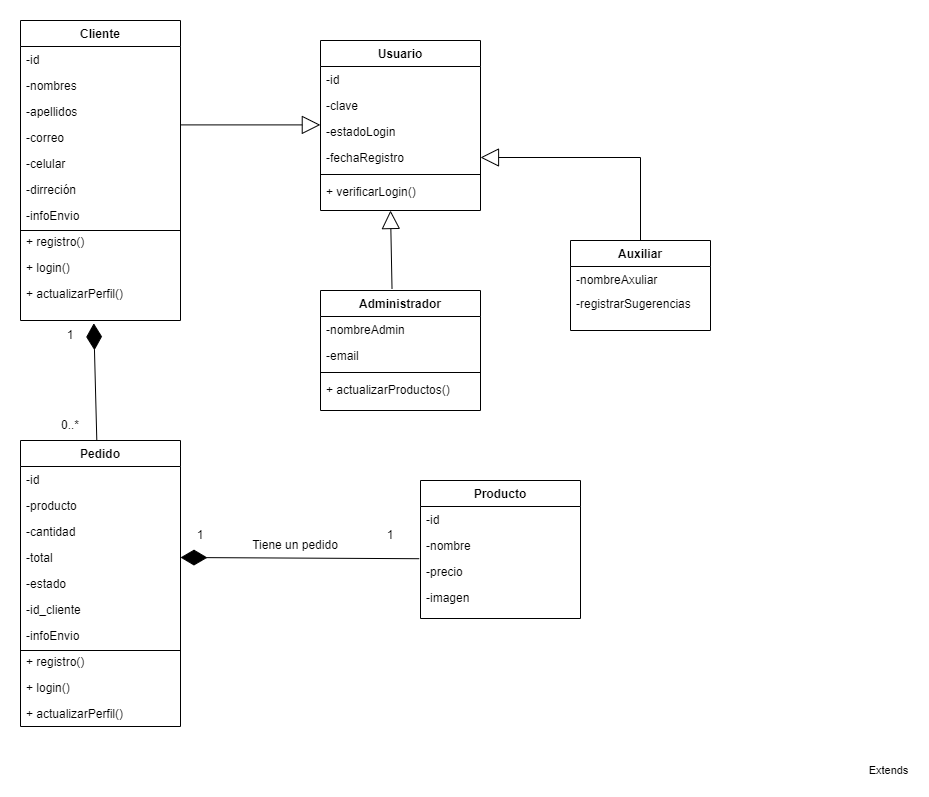 Cliente
-id
-nombres
-apellidos
-correo
-celular
-dirreción
-infoEnvio
+ registro()
+ login()
+ actualizarPerfil()
Usuario
-id
-clave
-estadoLogin
-fechaRegistro
+ verificarLogin()
Auxiliar
-nombreAxuliar
-registrarSugerencias
Administrador
-nombreAdmin
-email
+ actualizarProductos()
1
0..*
Pedido
-id
-producto
-cantidad
-total
-estado
-id_cliente
-infoEnvio
+ registro()
+ login()
+ actualizarPerfil()
1
Tiene un pedido
1
Producto
-id
-nombre
-precio
-imagen
Extends